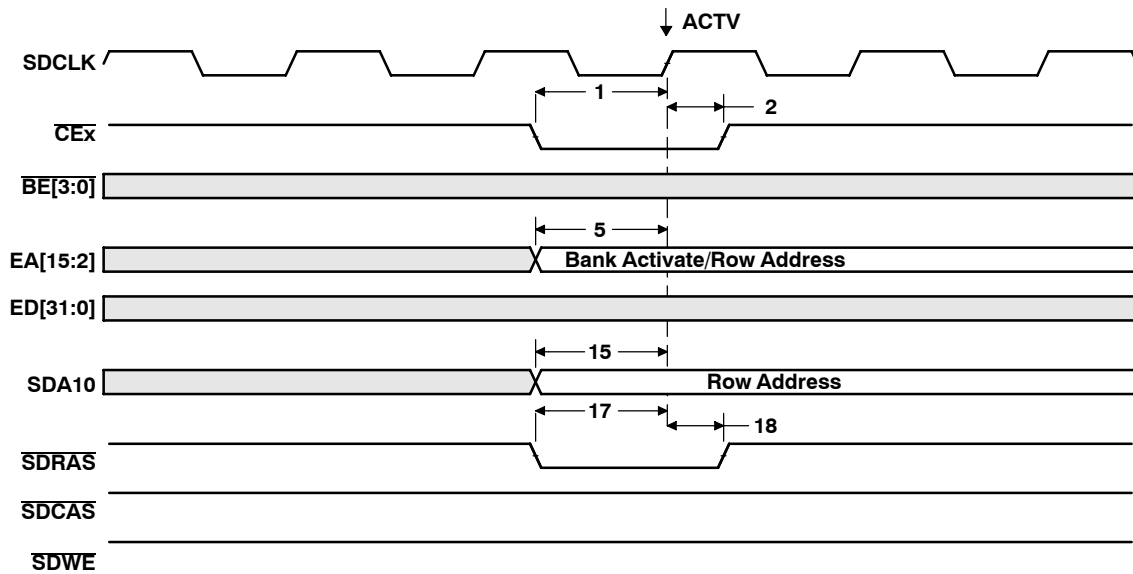 ACTV
SDCLK
1
2
CEx
BE[3:0]
5
EA[15:2]
Bank Activate/Row Address
ED[31:0]
15
SDA10
Row Address
17
18
SDRAS
SDCAS
SDWE